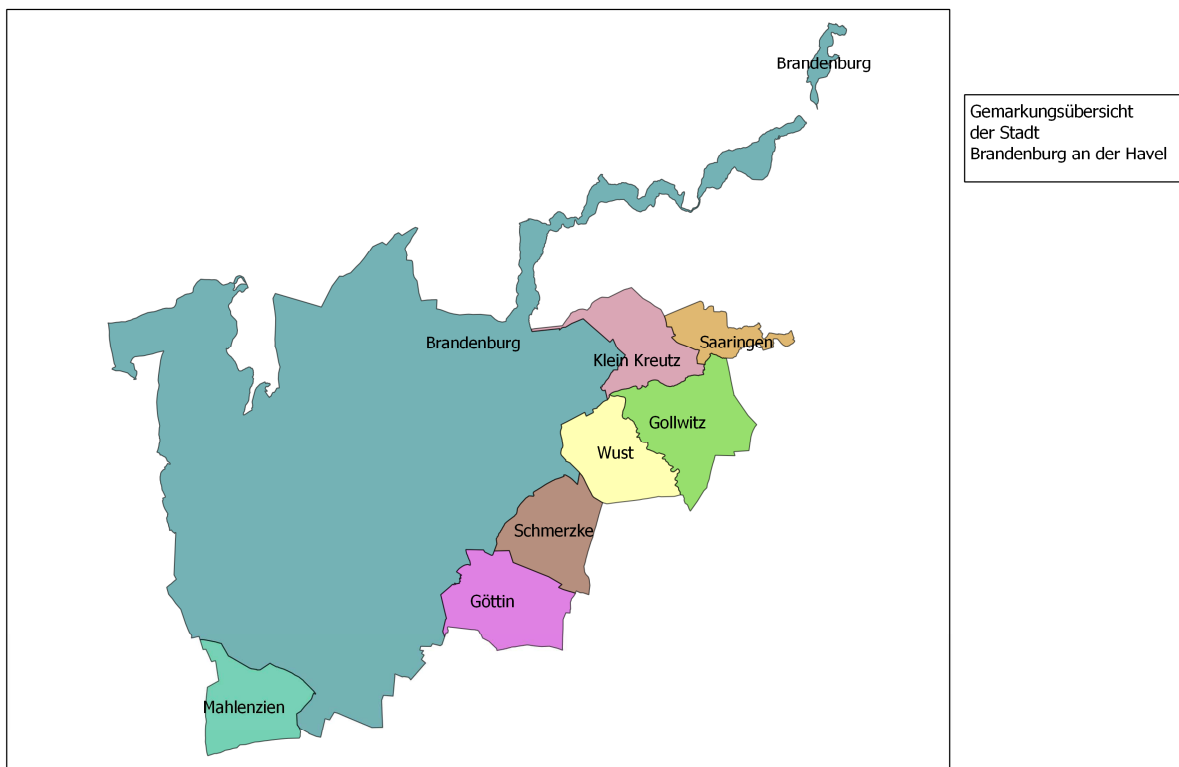 Brandenburg
Gemarkungsübersicht
der Stadt
Brandenburg an der Havel
Brandenburg
Saaringen
Klein Kreutz
Gollwitz
Wust
Schmerzke
Göttin
Mahlenzien